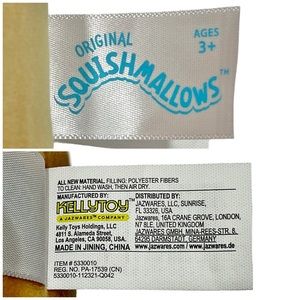 ORIGINAL
SQUISHMALLOWS™
AGES
3+
ALL NEW MATERIAL, FILLING: POLYESTER FIBERS
TO CLEAN: HAND WASH, THEN AIR DRY.
MANUFACTURED BY:
KELLYTOY
A JAZWARES™ COMPANY
Kelly Toys Holdings, LLC
4811 S. Alameda Street,
Los Angeles, CA 90058, USA.
MADE IN JINING, CHINA
DISTRIBUTED BY:
JAZWARES, LLC, SUNRISE,
FL 33326, USA
Jazwares, 16A CRANE GROVE, LONDON,
N7 8LE, UNITED KINGDOM
JAZWARES GMBH, MINA-REES-STR. 8,
64295 DARMSTADT, GERMANY
www.jazwares.com, www.jazwares.de
ITEM # 5330010
REG. NO. PA-17539 (CN)
5330010-112321-Q042